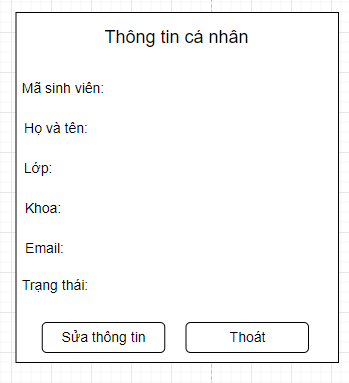 Thông tin cá nhân
Mã sinh viên:
Họ và tên:
Lớp:
Khoa:
Email:
Trạng thái:
Sửa thông tin
Thoát